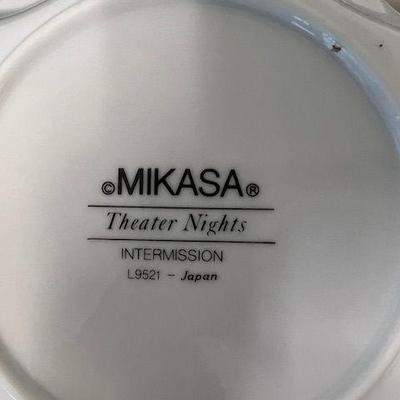 ©MIKASA®
Theater Nights
INTERMISSION
L9521 - Japan